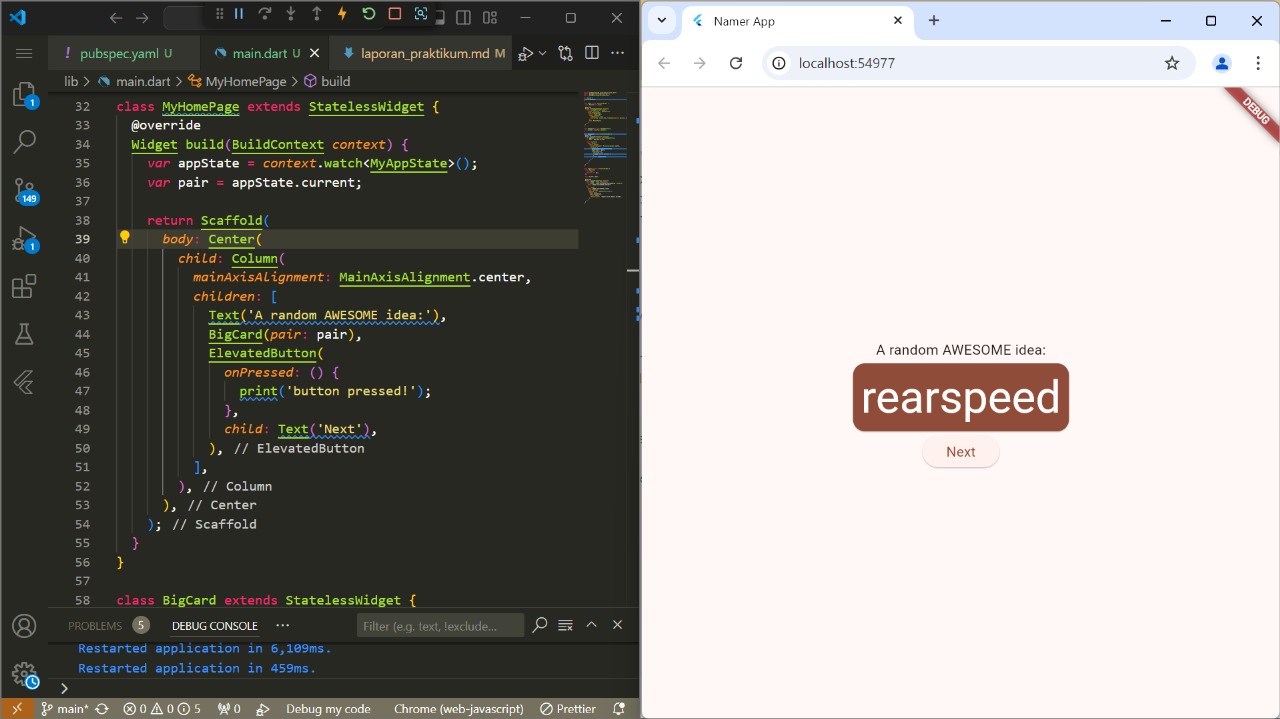 pubspec.yaml U
main.dart U
laporan_praktikum.md M
lib > main.dart > MyHomePage > build
32 class MyHomePage extends StatelessWidget {
33 @override
34 Widget build(BuildContext context) {
35 var appState = context.watch<MyAppState>();
36 var pair = appState.current;
37
38 return Scaffold(
39 body: Center(
40 child: Column(
41 mainAxisAlignment: MainAxisAlignment.center,
42 children: [
43 Text('A random AWESOME idea:'),
44 BigCard(pair: pair),
45 ElevatedButton(
46 onPressed: () {
47 print('button pressed!');
48 },
49 child: Text('Next'),
50 ), // ElevatedButton
51 ],
52 ), // Column
53 ), // Center
54 ); // Scaffold
55 }
56 }
57
58 class BigCard extends StatelessWidget {
1
149
1
PROBLEMS 5 DEBUG CONSOLE ··· Filter (e.g. text, !exclude...
Restarted application in 6,109ms.
Restarted application in 459ms.
>
main* 0 0 5 0 Debug my code Chrome (web-javascript) Prettier
Namer App
localhost:54977
DEBUG
A random AWESOME idea:
rearspeed
Next